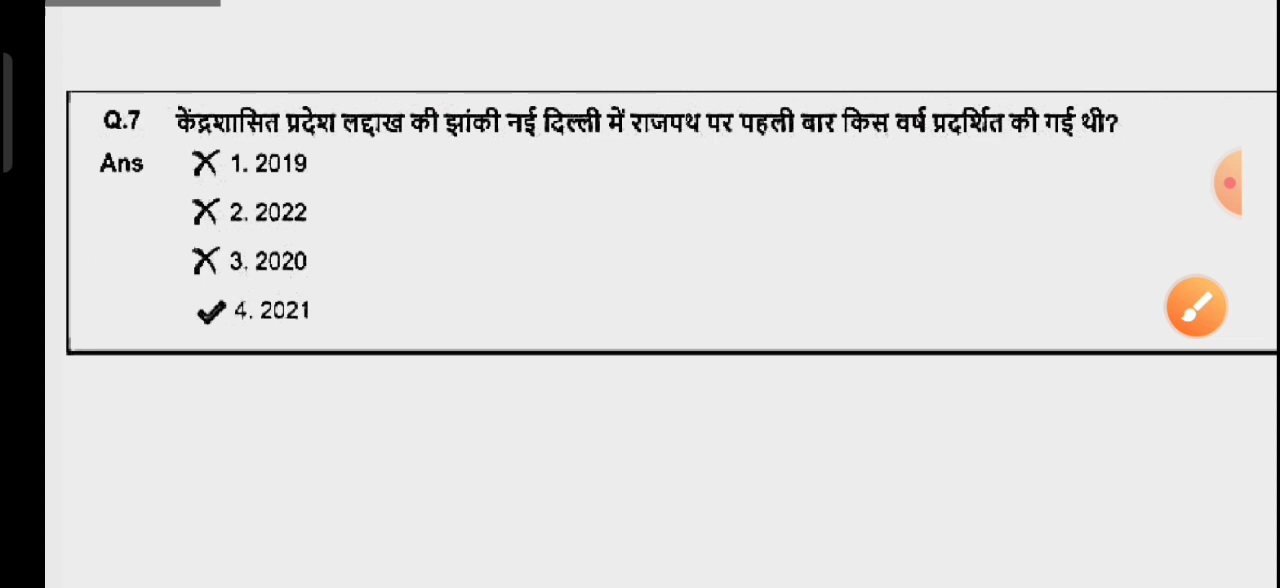 Q.7 केंद्रशासित प्रदेश लद्दाख की झांकी नई दिल्ली में राजपथ पर पहली बार किस वर्ष प्रदर्शित की गई थी?
Ans 1. 2019
2. 2022
3. 2020
4. 2021